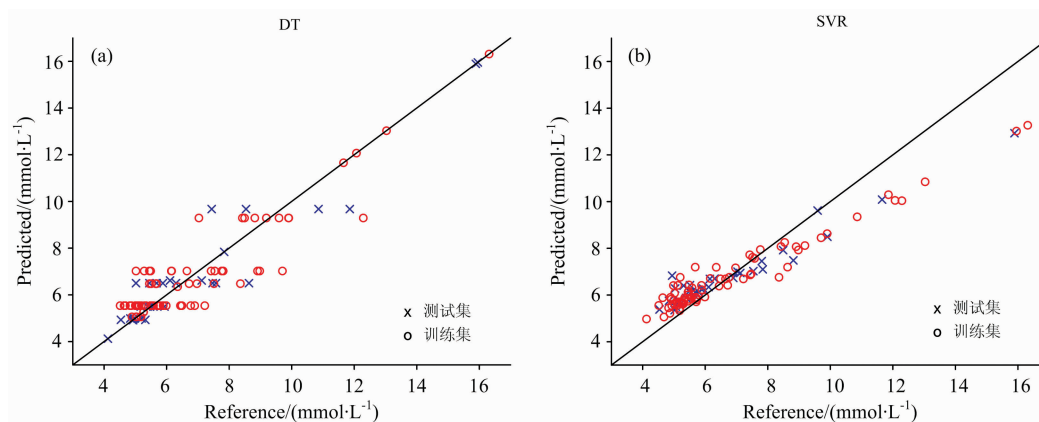 DT
(a)
Predicted/(mmol·L⁻¹)
16
14
12
10
8
6
4
4 6 8 10 12 14 16
Reference/(mmol·L⁻¹)
x 测试集
o 训练集
SVR
(b)
Predicted/(mmol·L⁻¹)
16
14
12
10
8
6
4
4 6 8 10 12 14 16
Reference/(mmol·L⁻¹)
x 测试集
o 训练集